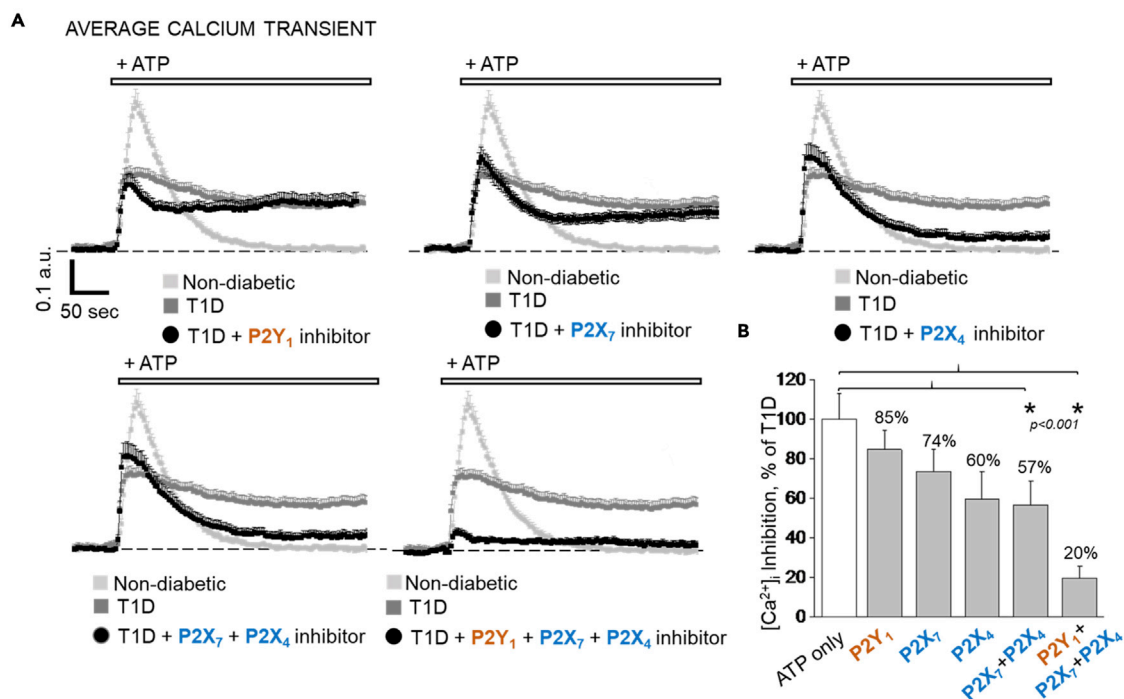 A
AVERAGE CALCIUM TRANSIENT
+ ATP
0.1 a.u.
50 sec
Non-diabetic
T1D
T1D + P2Y₁ inhibitor
+ ATP
Non-diabetic
T1D
T1D + P2X₇ inhibitor
+ ATP
Non-diabetic
T1D
T1D + P2X₄ inhibitor
+ ATP
Non-diabetic
T1D
T1D + P2X₇ + P2X₄ inhibitor
+ ATP
Non-diabetic
T1D
T1D + P2Y₁ + P2X₇ + P2X₄ inhibitor
B
[Ca²⁺]ᵢ Inhibition, % of T1D
120
100
80
60
40
20
0
85%
74%
60%
57%
20%
* *
p<0.001
ATP only
P2Y₁
P2X₇
P2X₄
P2X₇+P2X₄
P2Y₁+
P2X₇+P2X₄